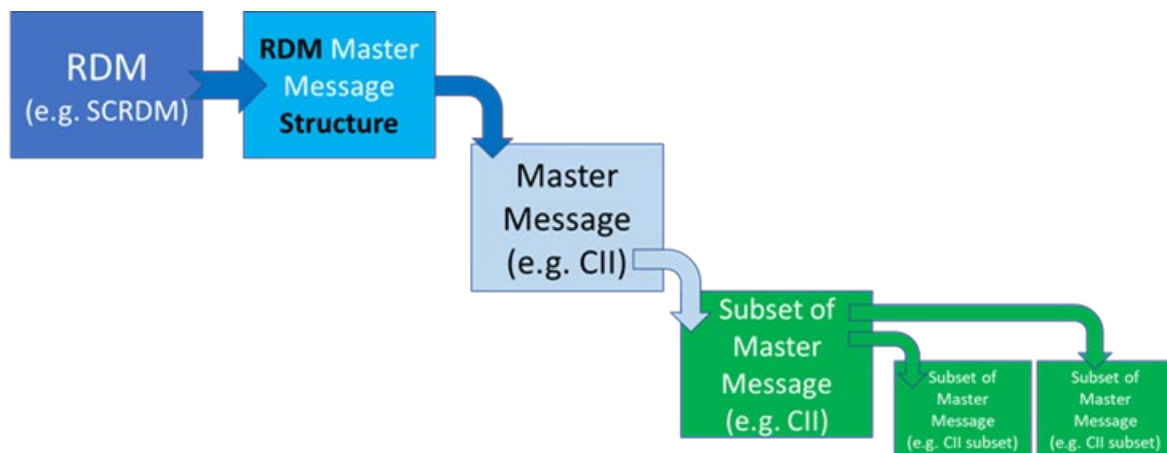 RDM
(e.g. SCRDM)
RDM Master
Message
Structure
Master
Message
(e.g. CII)
Subset of
Master
Message
(e.g. CII)
Subset of
Master
Message
(e.g. CII subset)
Subset of
Master
Message
(e.g. CII subset)